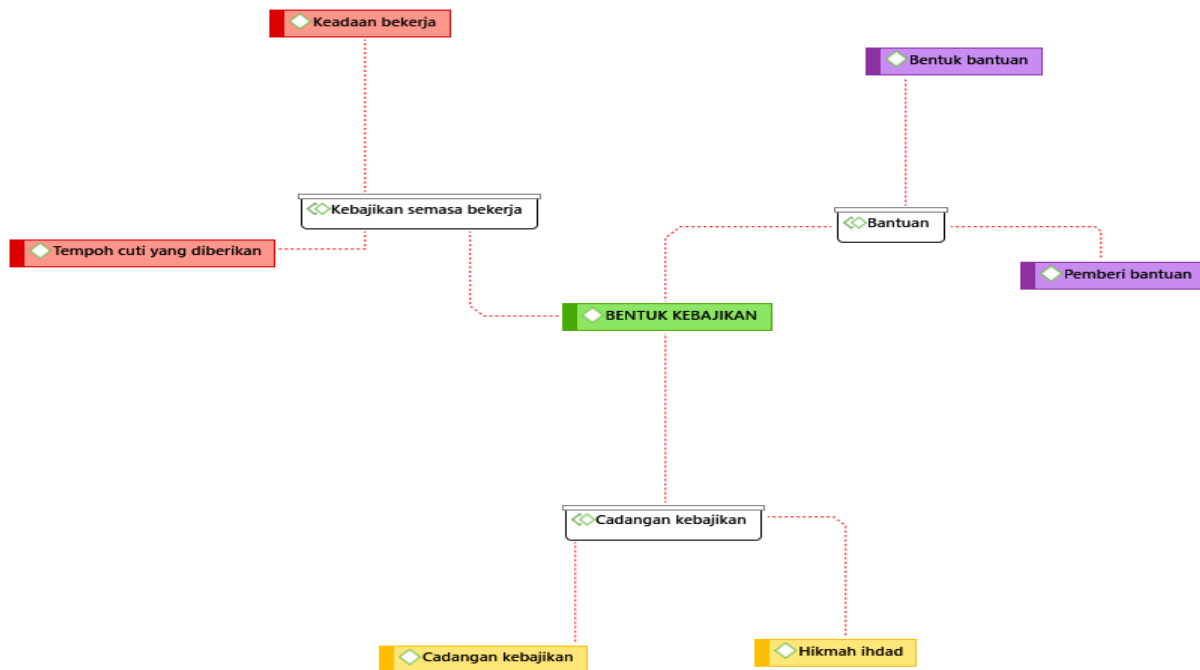 Keadaan bekerja
Bentuk bantuan
Kebajikan semasa bekerja
Bantuan
Tempoh cuti yang diberikan
Pemberi bantuan
BENTUK KEBAJIKAN
Cadangan kebajikan
Cadangan kebajikan
Hikmah ihdad